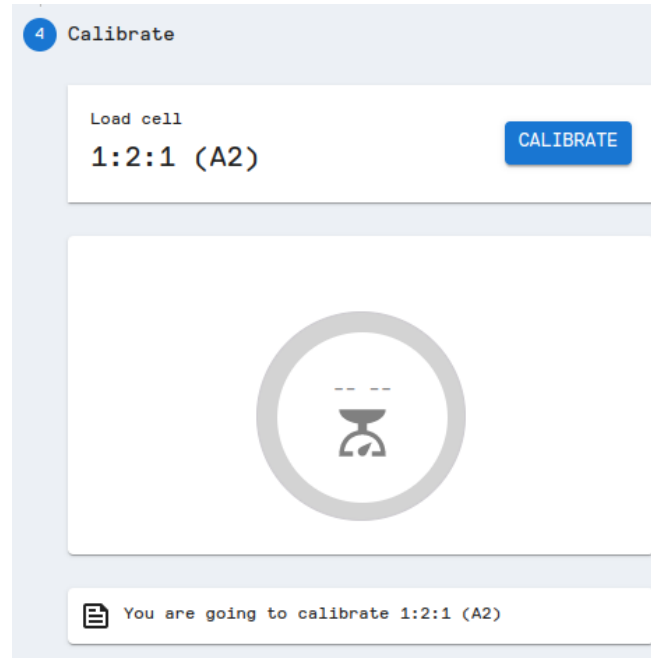 4 Calibrate
Load cell
1:2:1 (A2)
CALIBRATE
-- --
You are going to calibrate 1:2:1 (A2)